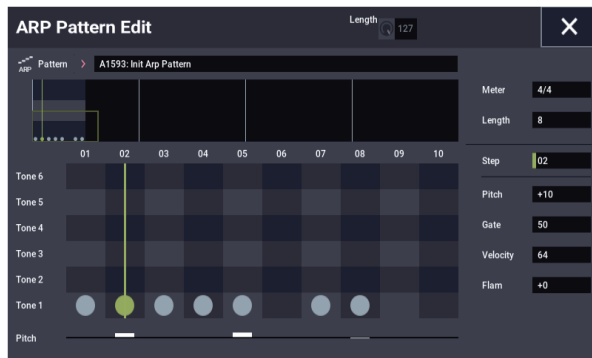 ARP Pattern Edit
Length
127
ARP
Pattern > A1593: Init Arp Pattern
Meter 4/4
Length 8
01 02 03 04 05 06 07 08 09 10
Step 02
Tone 6
Pitch +10
Tone 5
Tone 4
Gate 50
Tone 3
Velocity 64
Tone 2
Flam +0
Tone 1
Pitch